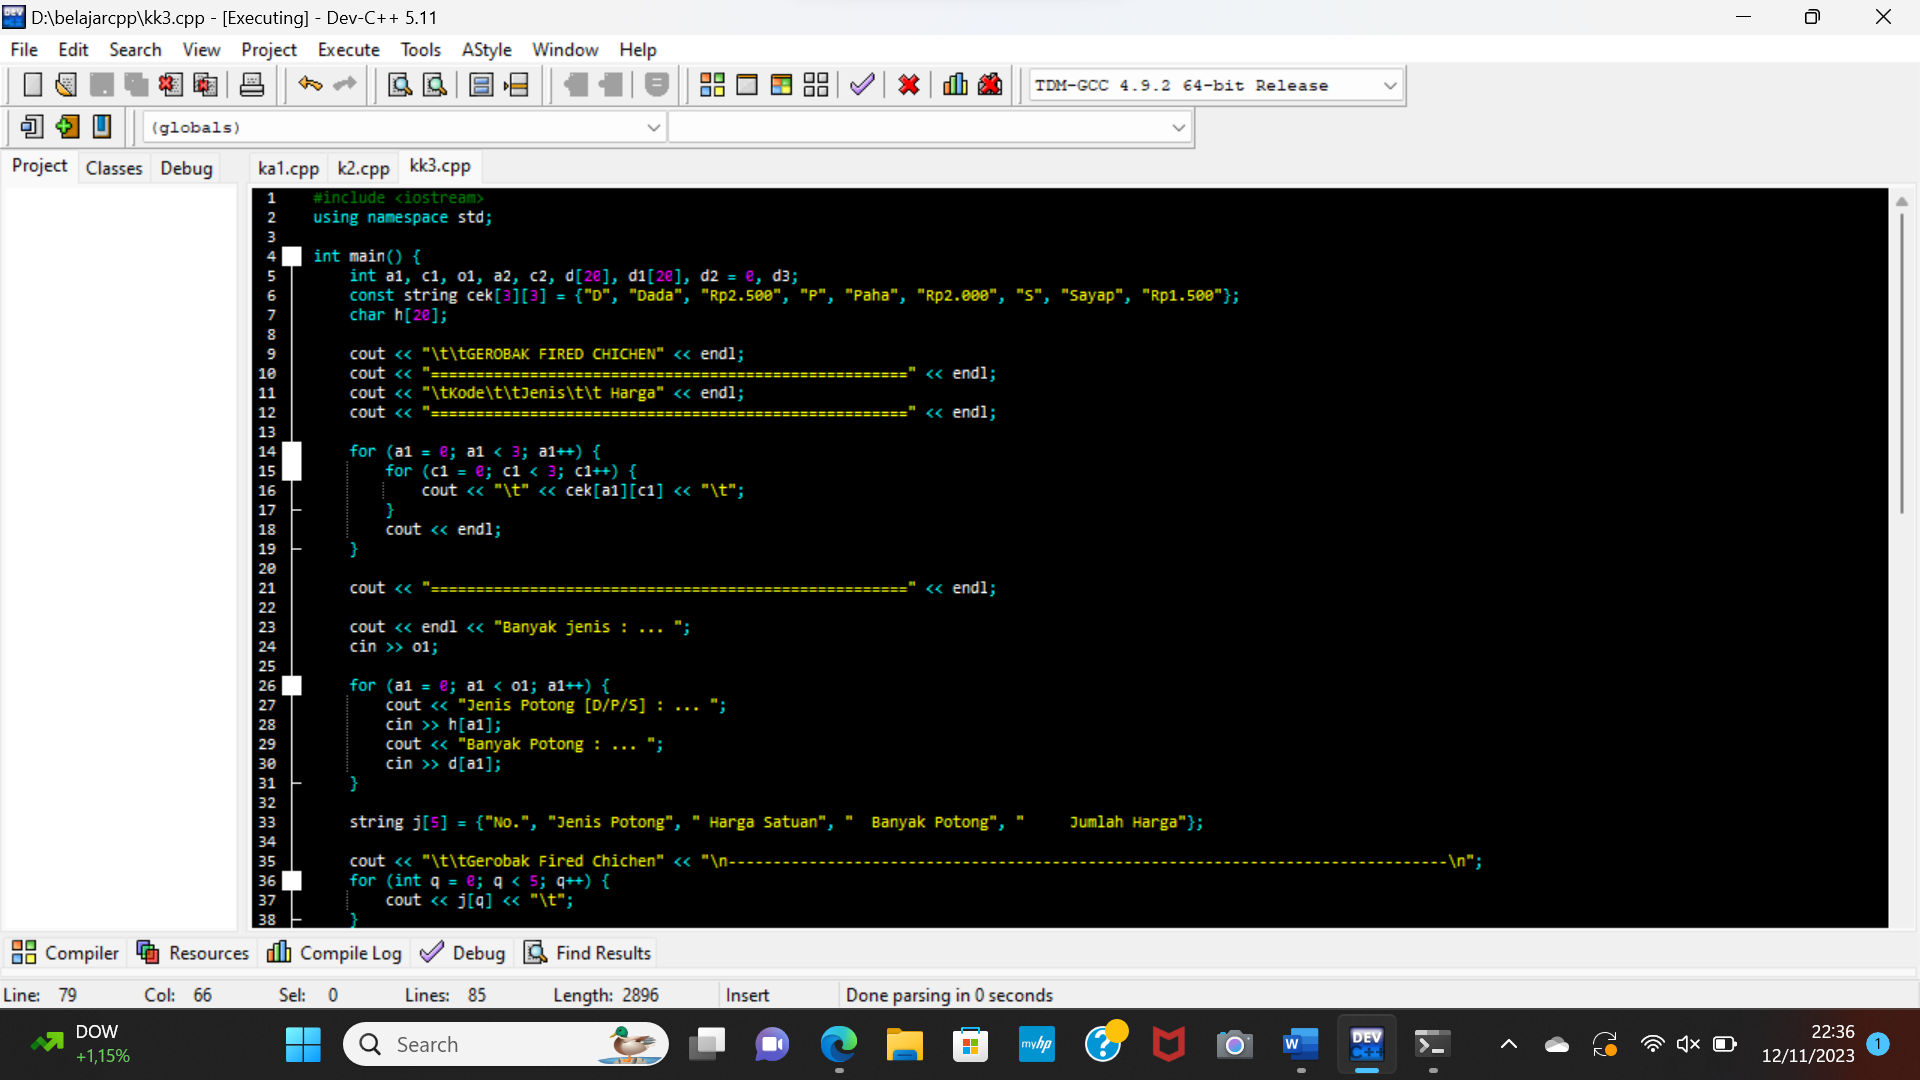 D:\belajarcpp\kk3.cpp - [Executing] - Dev-C++ 5.11
File Edit Search View Project Execute Tools AStyle Window Help
TDM-GCC 4.9.2 64-bit Release
(globals)
Project Classes Debug ka1.cpp k2.cpp kk3.cpp
1 #include <iostream>
2 using namespace std;
3
4 int main() {
5 int a1, c1, o1, a2, c2, d[20], d1[20], d2 = 0, d3;
6 const string cek[3][3] = {"D", "Dada", "Rp2.500", "P", "Paha", "Rp2.000", "S", "Sayap", "Rp1.500"};
7 char h[20];
8
9 cout << "\t\tGEROBAK FIRED CHICHEN" << endl;
10 cout << "=====================================================" << endl;
11 cout << "\tKode\t\tJenis\t\t Harga" << endl;
12 cout << "=====================================================" << endl;
13
14 for (a1 = 0; a1 < 3; a1++) {
15 for (c1 = 0; c1 < 3; c1++) {
16 cout << "\t" << cek[a1][c1] << "\t";
17 }
18 cout << endl;
19 }
20
21 cout << "=====================================================" << endl;
22
23 cout << endl << "Banyak jenis : ... ";
24 cin >> o1;
25
26 for (a1 = 0; a1 < o1; a1++) {
27 cout << "Jenis Potong [D/P/S] : ... ";
28 cin >> h[a1];
29 cout << "Banyak Potong : ... ";
30 cin >> d[a1];
31 }
32
33 string j[5] = {"No.", "Jenis Potong", " Harga Satuan", "  Banyak Potong", "     Jumlah Harga"};
34
35 cout << "\t\tGerobak Fired Chichen" << "\n--------------------------------------------------------------------------------\n";
36 for (int q = 0; q < 5; q++) {
37 cout << j[q] << "\t";
38 }
Compiler Resources Compile Log Debug Find Results
Line: 79 Col: 66 Sel: 0 Lines: 85 Length: 2896 Insert Done parsing in 0 seconds
DOW
+1,15%
Search
myhp
W
DEV C++
22:36
12/11/2023
1